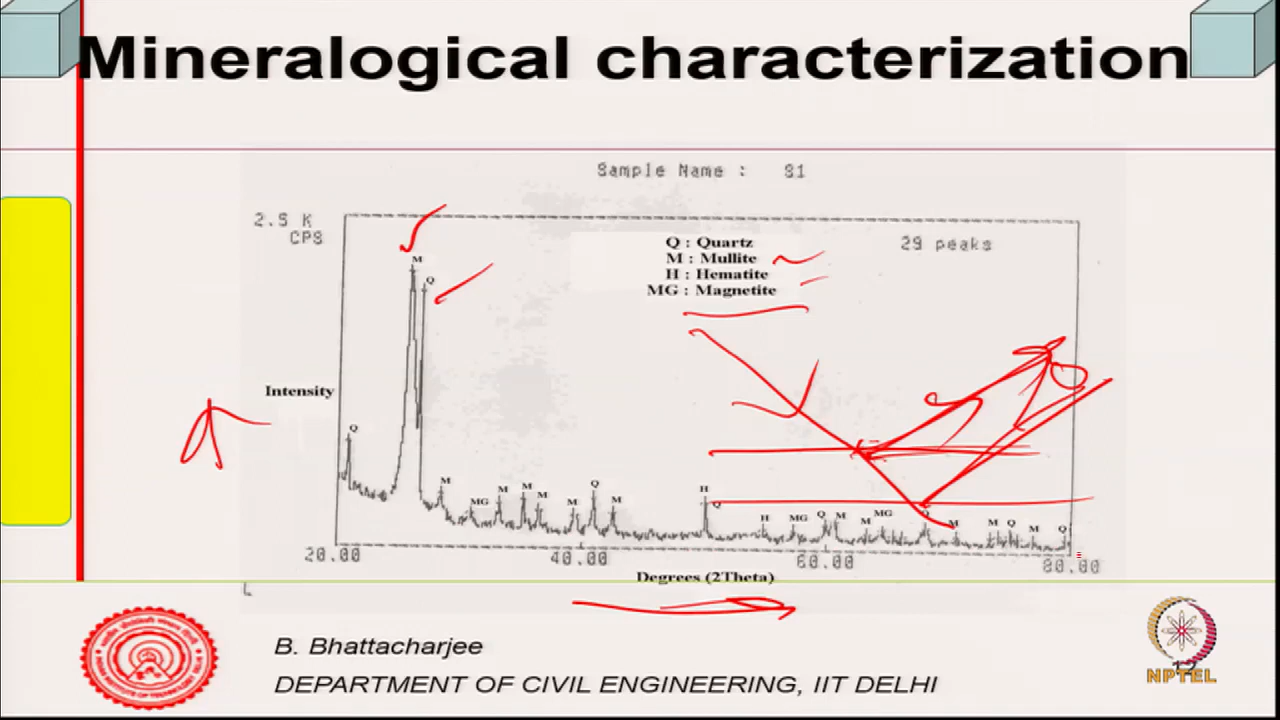 Mineralogical characterization
Sample Name : S1
2.5 K
CPS
Q : Quartz
M : Mullite
H : Hematite
MG : Magnetite
29 peaks
M
Q
Intensity
Q
M
MG
M
M
M
M
Q
M
H
Q
H
MG
Q
M
M
MG
Q
M
M
Q
M
Q
20.00
40.00
60.00
80.00
Degrees (2Theta)
B. Bhattacharjee
DEPARTMENT OF CIVIL ENGINEERING, IIT DELHI
12
NPTEL